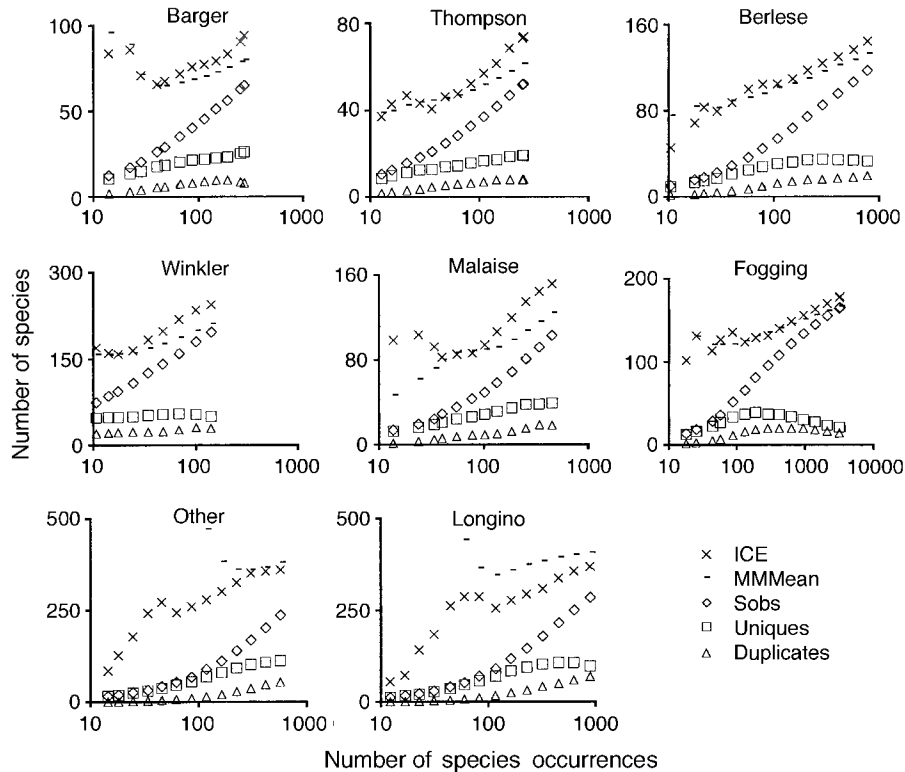 Barger
Thompson
Berlese
100
50
0
10 100 1000
80
40
0
10 100 1000
160
80
0
10 100 1000
Winkler
Malaise
Fogging
300
150
0
10 100 1000
160
80
0
10 100 1000
200
100
0
10 100 1000 10000
Other
Longino
500
250
0
10 100 1000
500
250
0
10 100 1000
ICE
MMMean
Sobs
Uniques
Duplicates
Number of species
Number of species occurrences